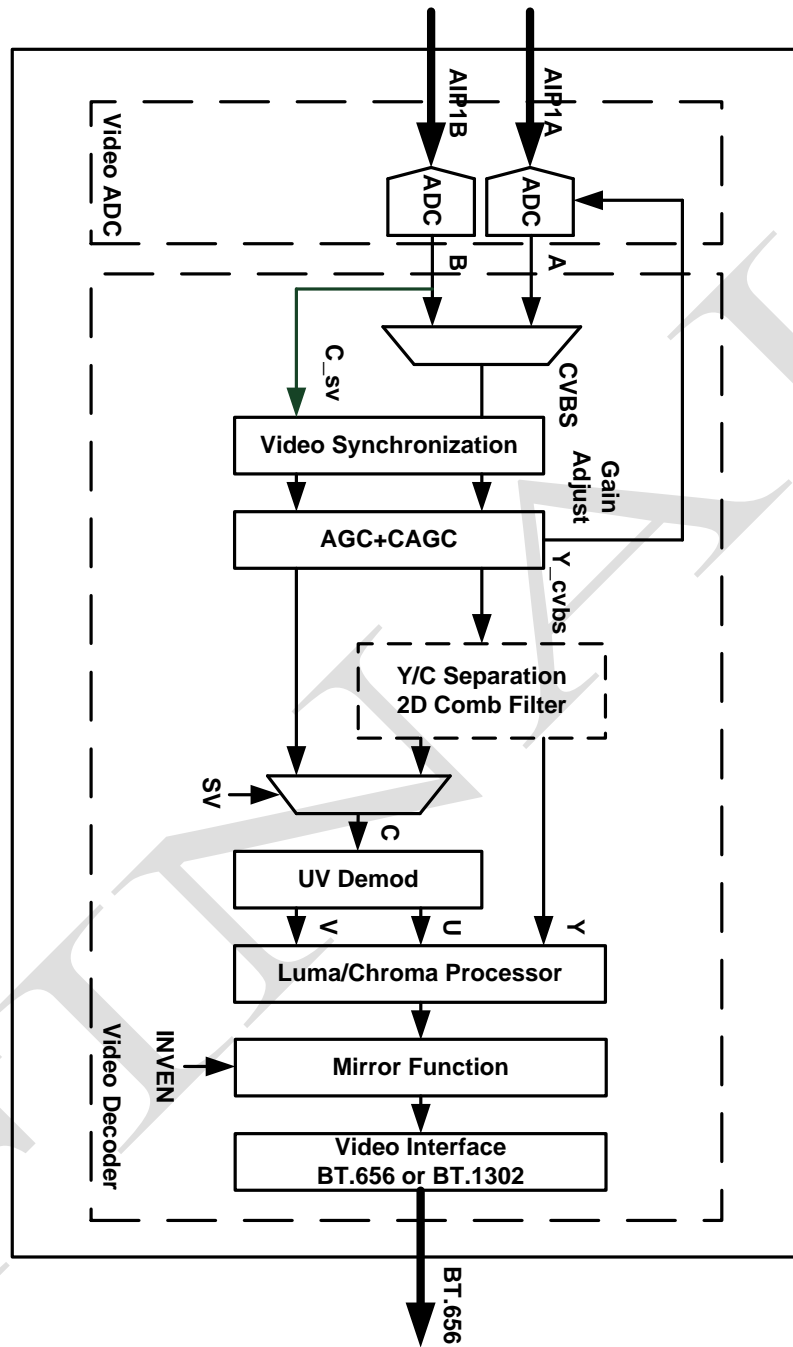 AIP1B
AIP1A
Video ADC
ADC
ADC
B
A
C_sv
CVBS
Video Synchronization
Gain
Adjust
AGC+CAGC
Y_cvbs
Y/C Separation
2D Comb Filter
SV
C
UV Demod
V
U
Y
Luma/Chroma Processor
Video Decoder
INVEN
Mirror Function
Video Interface
BT.656 or BT.1302
BT.656